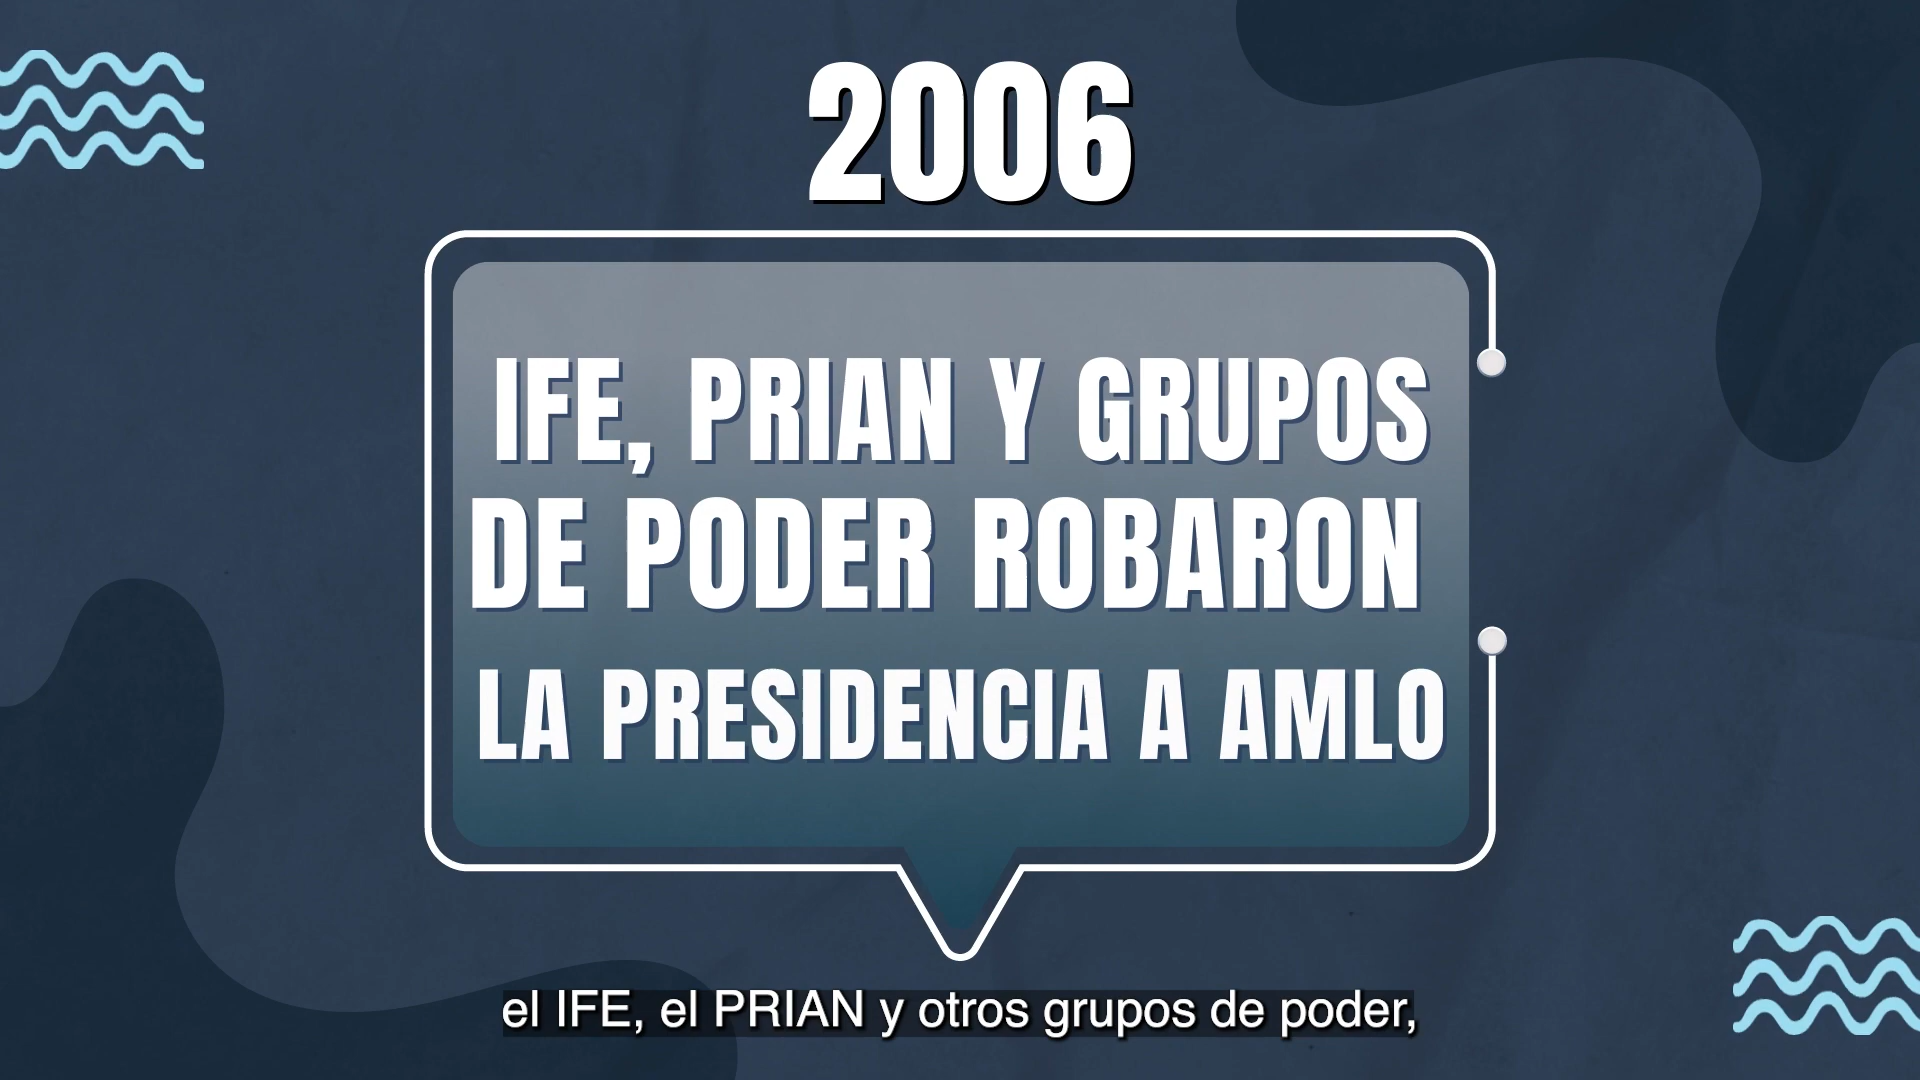 2006
IFE, PRIAN Y GRUPOS
DE PODER ROBARON
LA PRESIDENCIA A AMLO
el IFE, el PRIAN y otros grupos de poder,